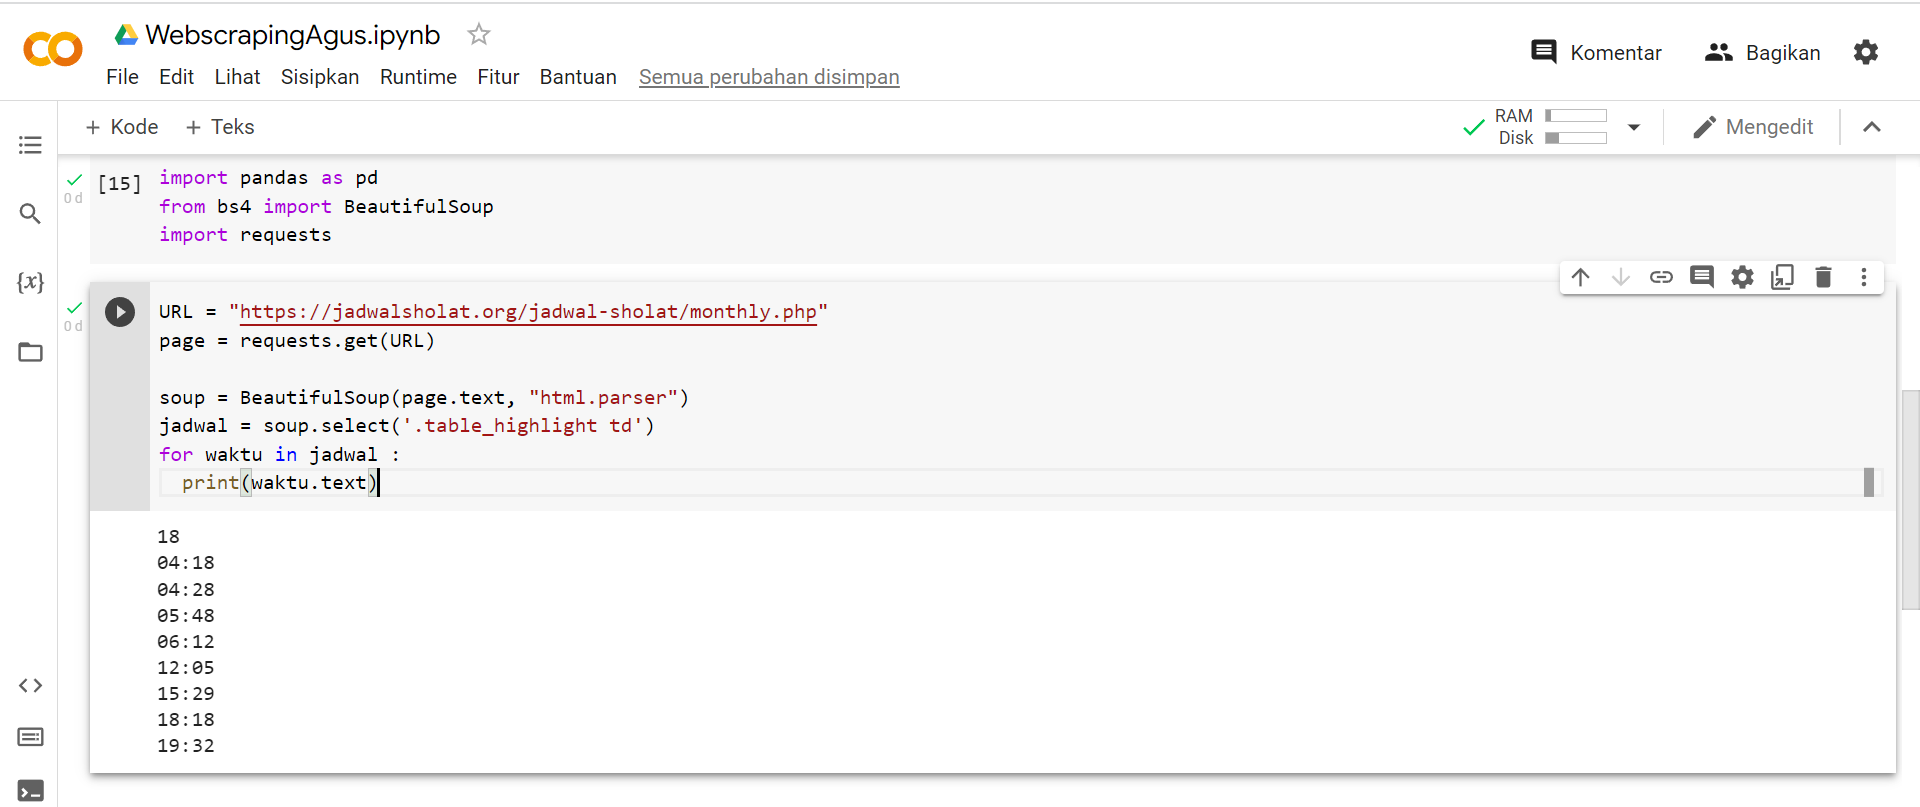 WebscrapingAgus.ipynb
File Edit Lihat Sisipkan Runtime Fitur Bantuan Semua perubahan disimpan
Komentar Bagikan
+ Kode + Teks
RAM
Disk
Mengedit
0 d
[15]
import pandas as pd
from bs4 import BeautifulSoup
import requests
{x}
0 d
URL = "https://jadwalsholat.org/jadwal-sholat/monthly.php"
page = requests.get(URL)
soup = BeautifulSoup(page.text, "html.parser")
jadwal = soup.select('.table_highlight td')
for waktu in jadwal :
print(waktu.text)
18
04:18
04:28
05:48
06:12
12:05
15:29
18:18
19:32